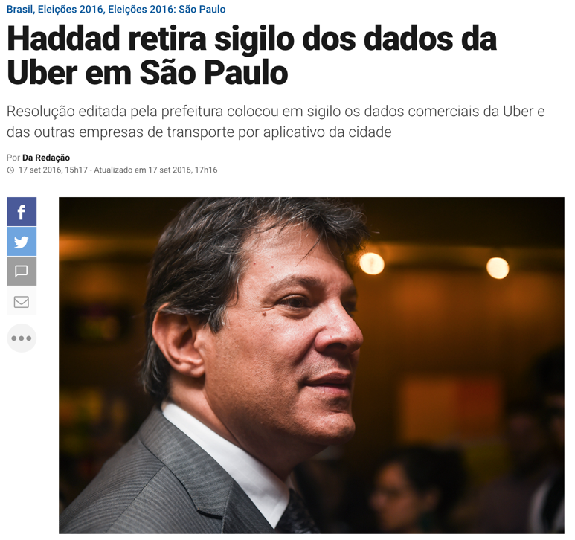 Brasil, Eleições 2016, Eleições 2016: São Paulo
Haddad retira sigilo dos dados da
Uber em São Paulo
Resolução editada pela prefeitura colocou em sigilo os dados comerciais da Uber e
das outras empresas de transporte por aplicativo da cidade
Por Da Redação
17 set 2016, 15h17 - Atualizado em 17 set 2016, 17h16